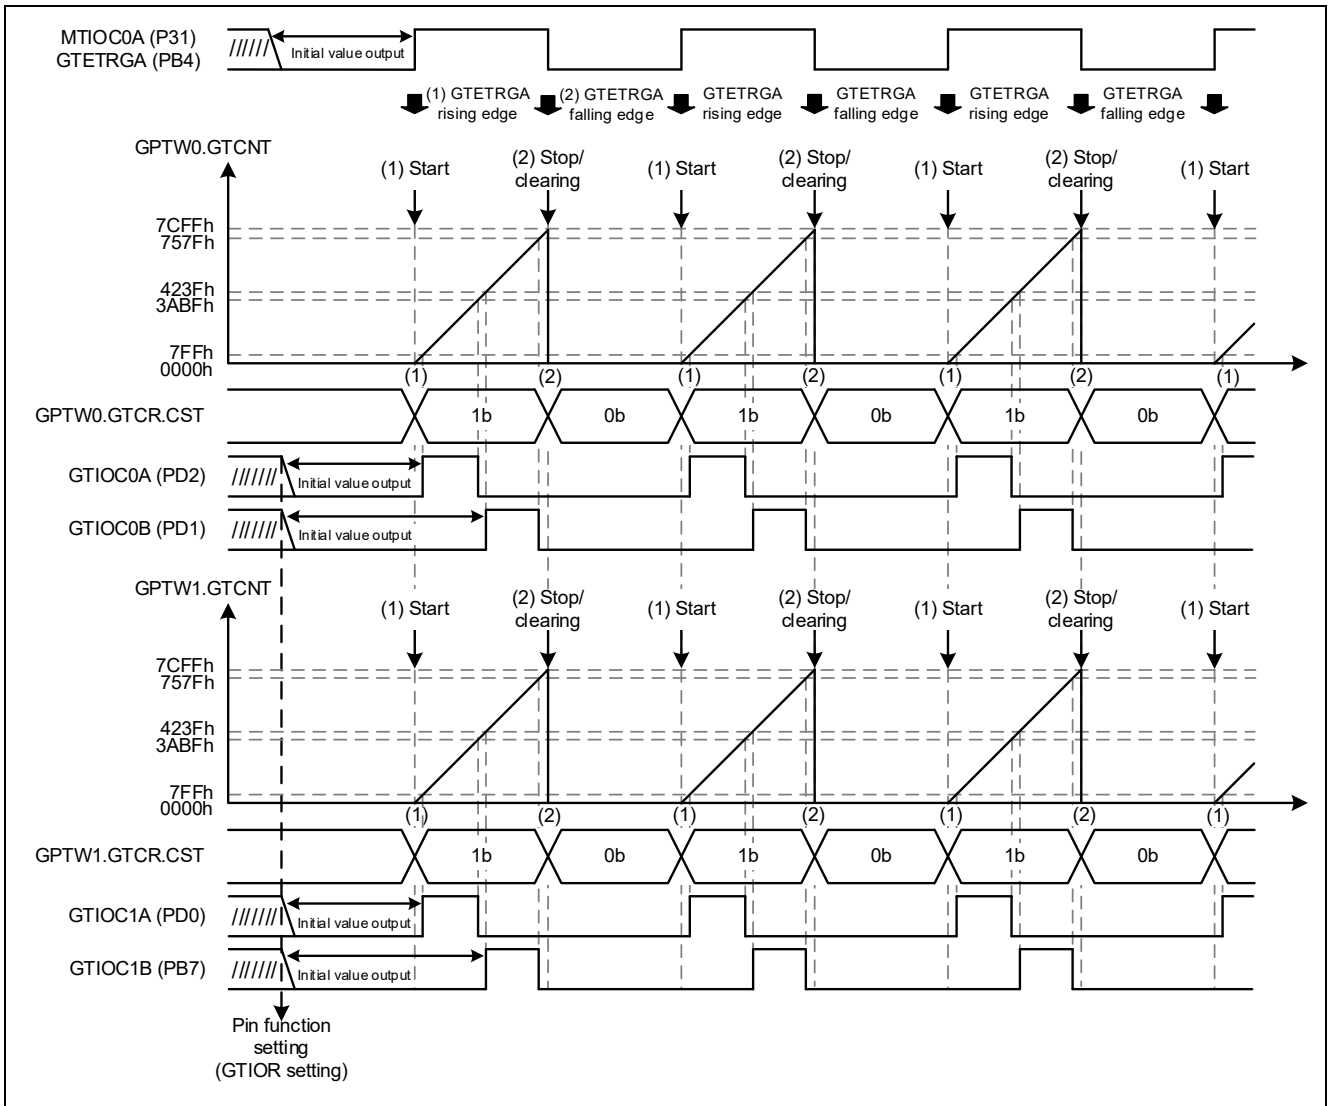 MTIOC0A (P31)
GTETRGA (PB4)
Initial value output
(1) GTETRGA
rising edge
(2) GTETRGA
falling edge
GTETRGA
rising edge
GTETRGA
falling edge
GTETRGA
rising edge
GTETRGA
falling edge
GPTW0.GTCNT
(1) Start
(2) Stop/
clearing
(1) Start
(2) Stop/
clearing
(1) Start
(2) Stop/
clearing
(1) Start
7CFFh
757Fh
423Fh
3ABFh
7FFh
0000h
(1)
(2)
(1)
(2)
(1)
(2)
(1)
GPTW0.GTCR.CST
1b
0b
1b
0b
1b
0b
GTIOC0A (PD2)
Initial value output
GTIOC0B (PD1)
Initial value output
GPTW1.GTCNT
(1) Start
(2) Stop/
clearing
(1) Start
(2) Stop/
clearing
(1) Start
(2) Stop/
clearing
(1) Start
7CFFh
757Fh
423Fh
3ABFh
7FFh
0000h
(1)
(2)
(1)
(2)
(1)
(2)
(1)
GPTW1.GTCR.CST
1b
0b
1b
0b
1b
0b
GTIOC1A (PD0)
Initial value output
GTIOC1B (PB7)
Initial value output
Pin function
setting
(GTIOR setting)